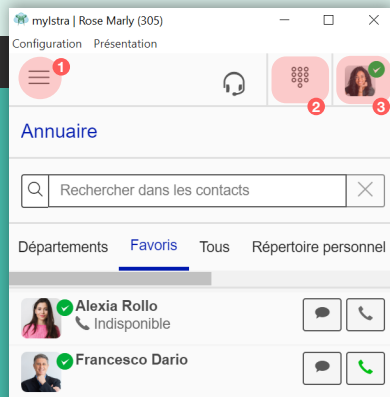 myIstra | Rose Marly (305)
Configuration Présentation
1
2
3
Annuaire
Rechercher dans les contacts
Départements Favoris Tous Répertoire personnel
Alexia Rollo
Indisponible
Francesco Dario